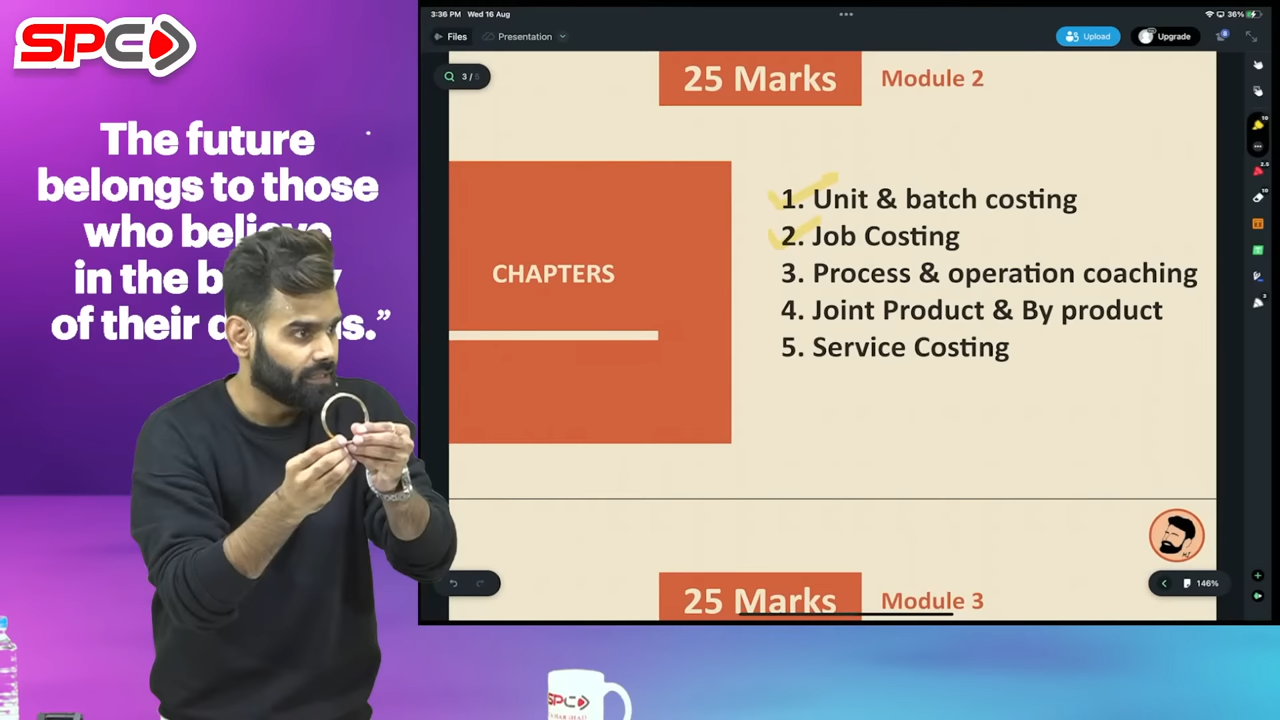 SPC
The future
belongs to those
who believe
in the b
of their d s.”
3:36 PM Wed 16 Aug
36%
Files
Presentation
Upload
Upgrade
3 / 5
25 Marks
Module 2
CHAPTERS
1. Unit & batch costing
2. Job Costing
3. Process & operation coaching
4. Joint Product & By product
5. Service Costing
146%
25 Marks
Module 3
SPC